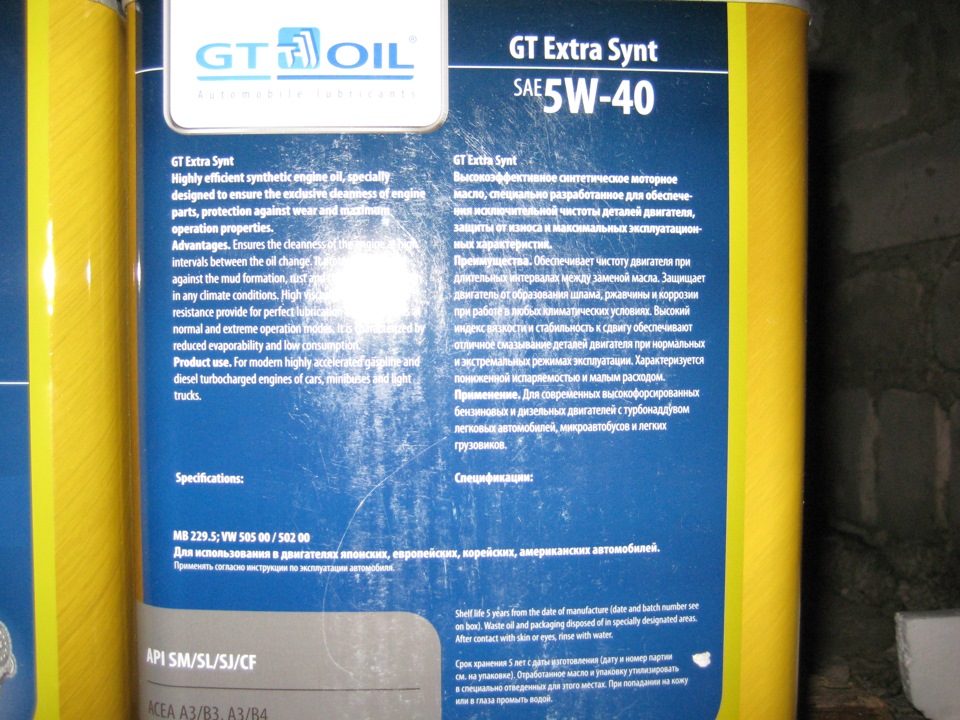 GT OIL®
Automobile lubricants
GT Extra Synt
SAE 5W-40
GT Extra Synt
Highly efficient synthetic engine oil, specially
designed to ensure the exclusive cleanness of engine
parts, protection against wear and maximum
operation properties.
Advantages. Ensures the cleanness of the engine at high
intervals between the oil change. It
against the mud formation, rust and
in any climate conditions. High
resistance provide for perfect lubrication
normal and extreme operation modes. It is characterized by
reduced evaporability and low consumption.
Product use. For modern highly accelerated gasoline and
diesel turbocharged engines of cars, minibuses and light
trucks.
GT Extra Synt
Высокоэффективное синтетическое моторное
масло, специально разработанное для обеспече-
ния исключительной чистоты деталей двигателя,
защиты от износа и максимальных эксплуатацион-
ных характеристик.
Преимущества. Обеспечивает чистоту двигателя при
длительных интервалах между заменой масла. Защищает
двигатель от образования шлама, ржавчины и коррозии
при работе в любых климатических условиях. Высокий
индекс вязкости и стабильность к сдвигу обеспечивают
отличное смазывание деталей двигателя при нормальных
и экстремальных режимах эксплуатации. Характеризуется
пониженной испаряемостью и малым расходом.
Применение. Для современных высокофорсированных
бензиновых и дизельных двигателей с турбонаддувом
легковых автомобилей, микроавтобусов и легких
грузовиков.
Specifications:
Спецификации:
MB 229.5; VW 505 00 / 502 00
Для использования в двигателях японских, европейских, корейских, американских автомобилей.
Применять согласно инструкции по эксплуатации автомобиля.
API SM/SL/SJ/CF
ACEA A3/B3, A3/B4
Shelf life 5 years from the date of manufacture (date and batch number see
on box). Waste oil and packaging disposed of in specially designated areas.
After contact with skin or eyes, rinse with water.
Срок хранения 5 лет с даты изготовления (дату и номер партии
см. на упаковке). Отработанное масло и упаковку утилизировать
в специально отведенных для этого местах. При попадании на кожу
или в глаза промыть водой.